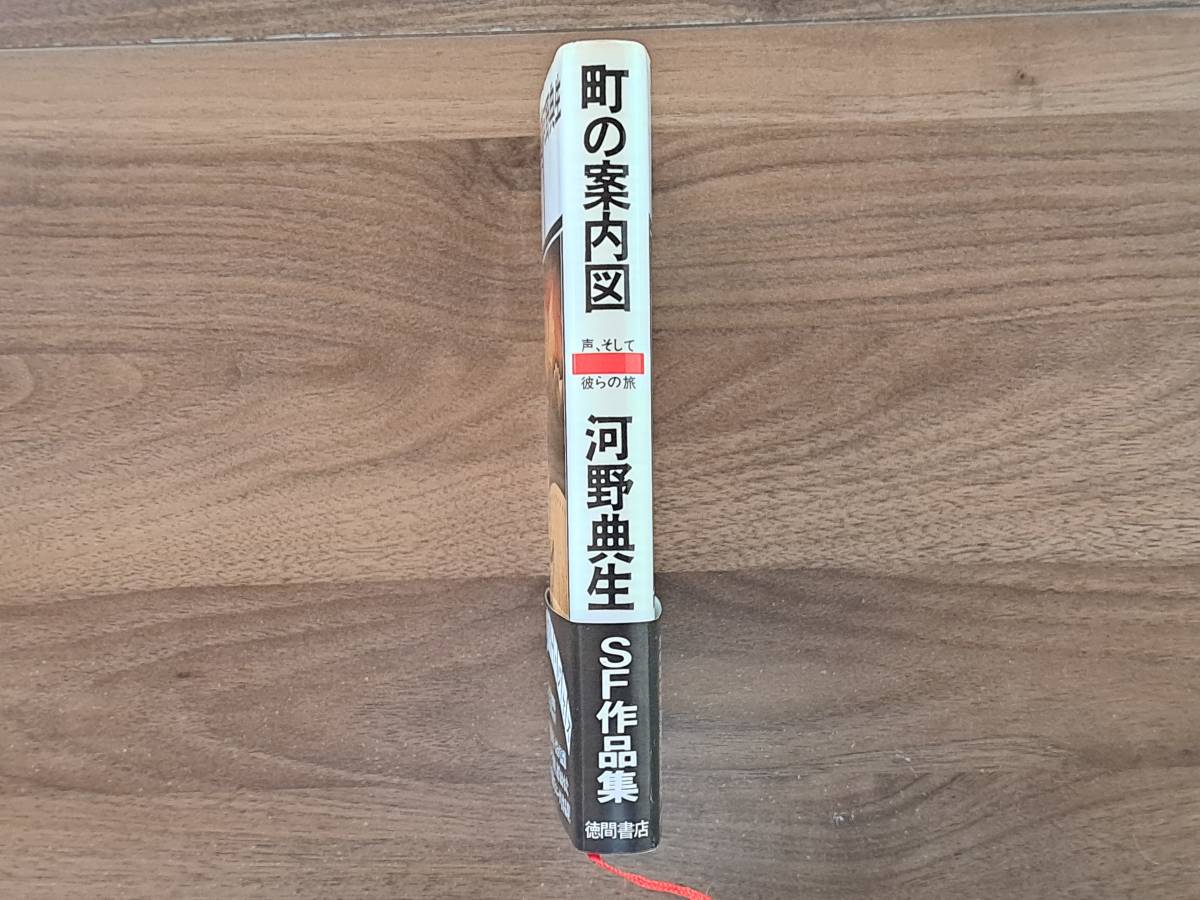 町の案内図
声、そして
彼らの旅
河野典生
SF作品集
徳間書店